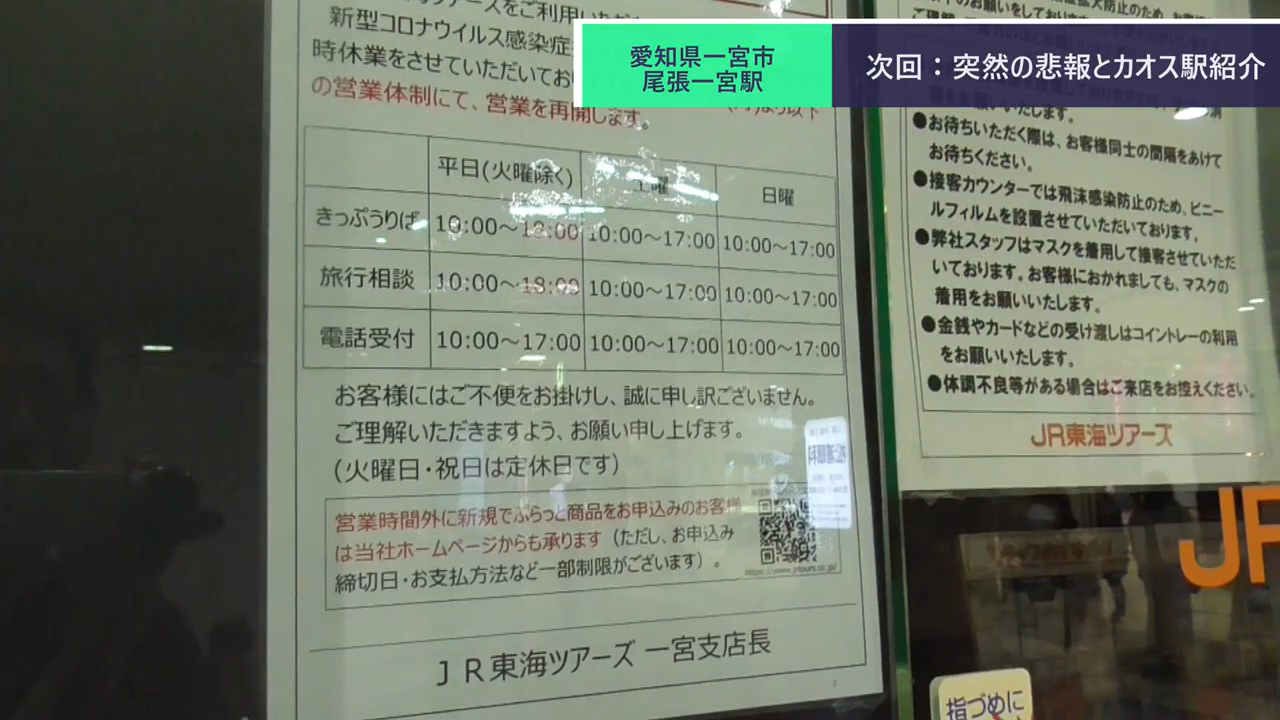 愛知県一宮市
尾張一宮駅
次回：突然の悲報とカオス駅紹介
新型コロナウイルス感染症
時休業をさせていただいてお
の営業体制にて、営業を再開します。
平日(火曜除く)
土曜
日曜
きっぷうりば 10:00～18:00 10:00～17:00 10:00～17:00
旅行相談 10:00～18:00 10:00～17:00 10:00～17:00
電話受付 10:00～17:00 10:00～17:00 10:00～17:00
お客様にはご不便をお掛けし、誠に申し訳ございません。
ご理解いただきますよう、お願い申し上げます。
(火曜日・祝日は定休日です)
営業時間外に新規でぷらっと商品をお申込みのお客様
は当社ホームページからも承ります（ただし、お申込み
締切日・お支払方法など一部制限がございます）。
https://www.jrtours.co.jp/
ＪＲ東海ツアーズ 一宮支店長
●お待ちいただく際は、お客様同士の間隔をあけて
お待ちください。
●接客カウンターでは飛沫感染防止のため、ビニー
ルフィルムを設置させていただいております。
●弊社スタッフはマスクを着用して接客させていただ
いております。お客様におかれましても、マスクの
着用をお願いいたします。
●金銭やカードなどの受け渡しはコイントレーの利用
をお願いいたします。
●体調不良等がある場合はご来店をお控えください。
JR東海ツアーズ
JR
指づめに